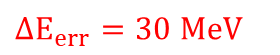 ΔE_err = 30 MeV